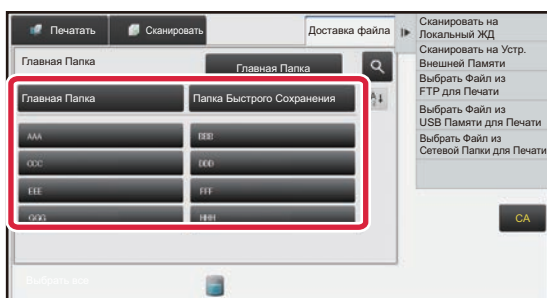 Печатать
Сканировать
Доставка файла
Главная Папка
Главная Папка
Главная Папка
Папка Быстрого Сохранения
AAA
BBB
CCC
DDD
EEE
FFF
GGG
HHH
Выбрать все
Сканировать на
Локальный ЖД
Сканировать на Устр.
Внешней Памяти
Выбрать Файл из
FTP для Печати
Выбрать Файл из
USB Памяти для Печати
Выбрать Файл из
Сетевой Папки для Печати
CA